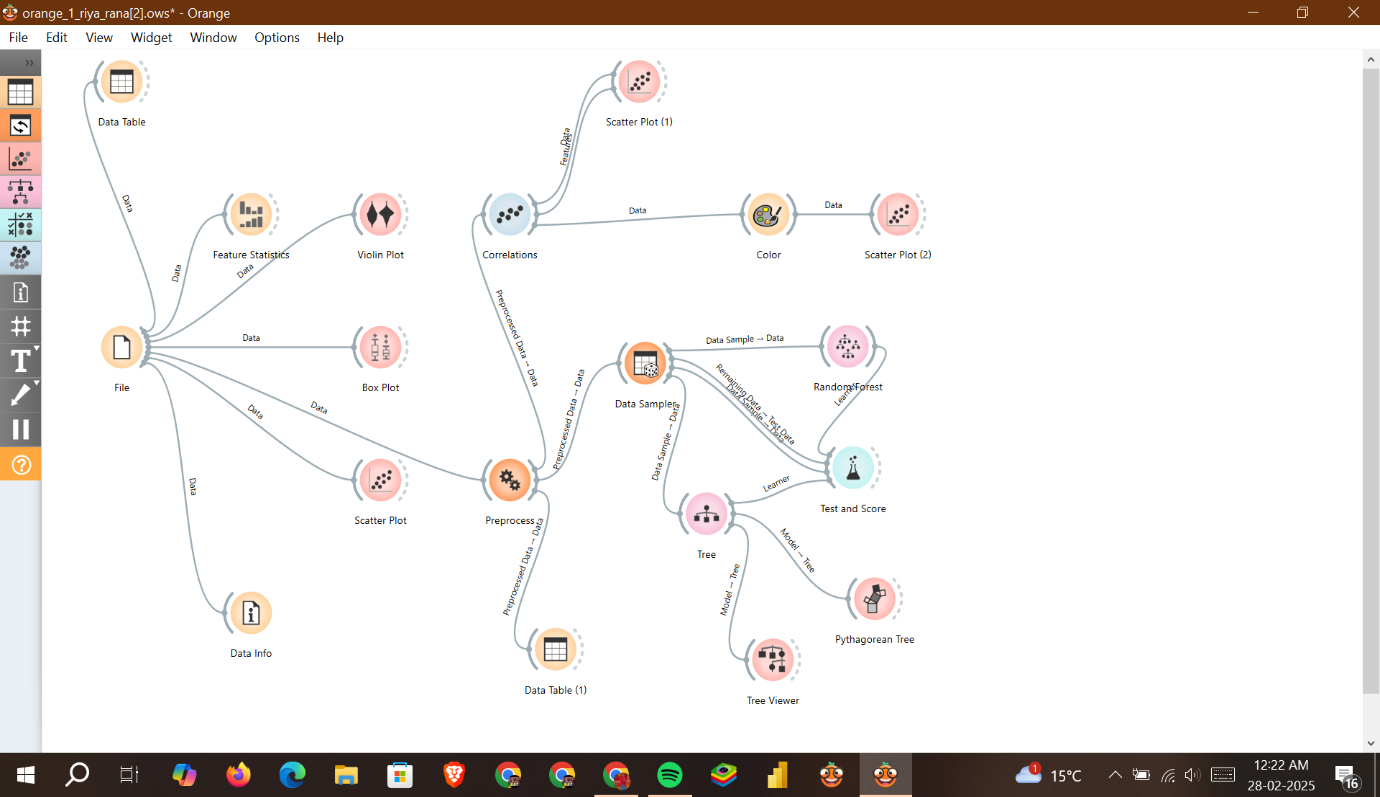 orange_1_riya_rana[2].ows* - Orange
File Edit View Widget Window Options Help
Data Table
Scatter Plot (1)
Data
Features
Data
Feature Statistics
Violin Plot
Correlations
Data
Color
Data
Scatter Plot (2)
Data
Data
Preprocessed Data → Data
File
Data
Box Plot
Data Sampler
Data Sample → Data
Random Forest
Learner
Remaining Data → Test Data
Data Sample → Data
Data
Data
Preprocessed Data → Data
Data Sample → Data
Data
Scatter Plot
Preprocess
Learner
Test and Score
Tree
Model → Tree
Model → Tree
Preprocessed Data → Data
Data Info
Pythagorean Tree
Data Table (1)
Tree Viewer
1
15°C
12:22 AM
28-02-2025
16